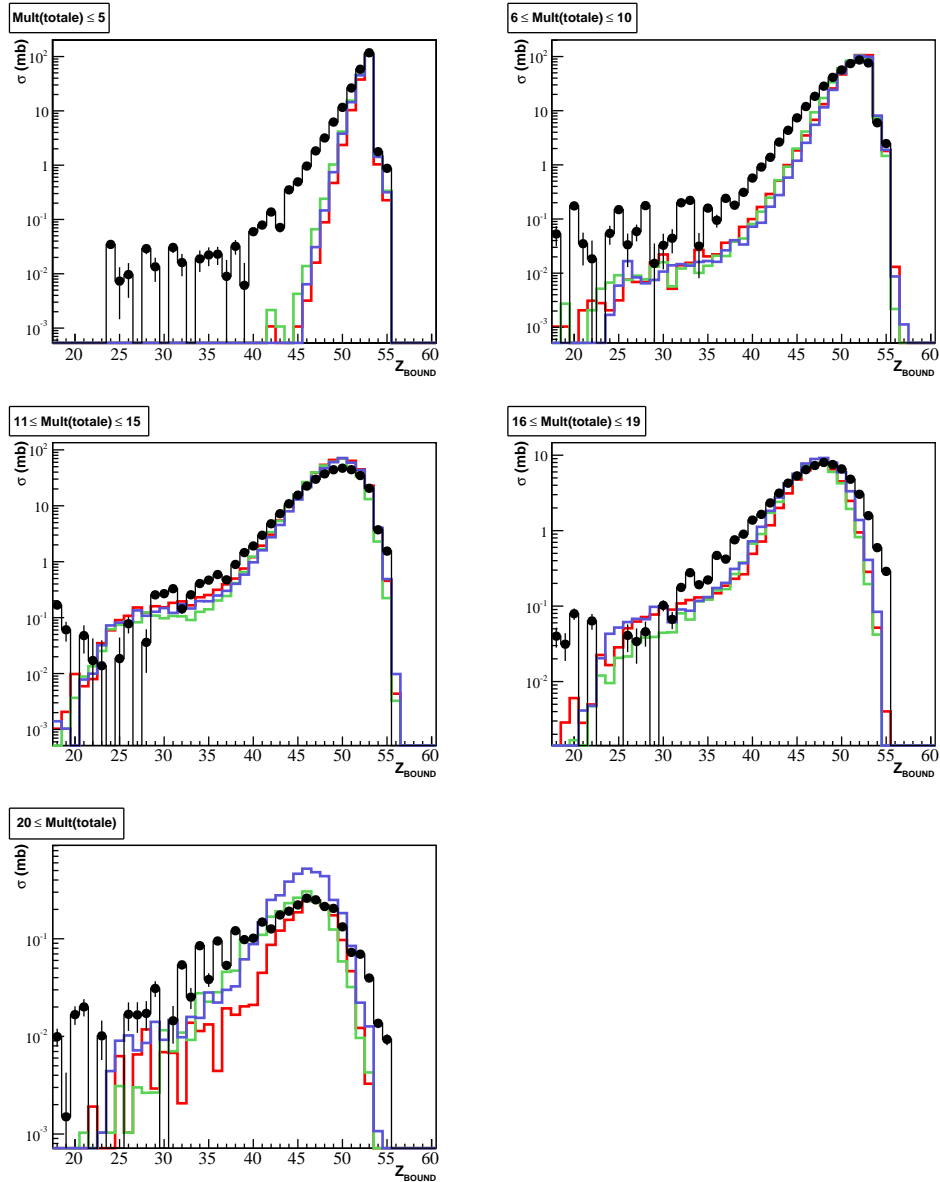 Mult(totale) ≤ 5
6 ≤ Mult(totale) ≤ 10
σ (mb)
10²
10
1
10⁻¹
10⁻²
10⁻³
20 25 30 35 40 45 50 55 60
Z_BOUND
σ (mb)
10²
10
1
10⁻¹
10⁻²
10⁻³
20 25 30 35 40 45 50 55 60
Z_BOUND
11 ≤ Mult(totale) ≤ 15
16 ≤ Mult(totale) ≤ 19
σ (mb)
10²
10
1
10⁻¹
10⁻²
10⁻³
20 25 30 35 40 45 50 55 60
Z_BOUND
σ (mb)
10
1
10⁻¹
10⁻²
20 25 30 35 40 45 50 55 60
Z_BOUND
20 ≤ Mult(totale)
σ (mb)
10⁻¹
10⁻²
10⁻³
20 25 30 35 40 45 50 55 60
Z_BOUND